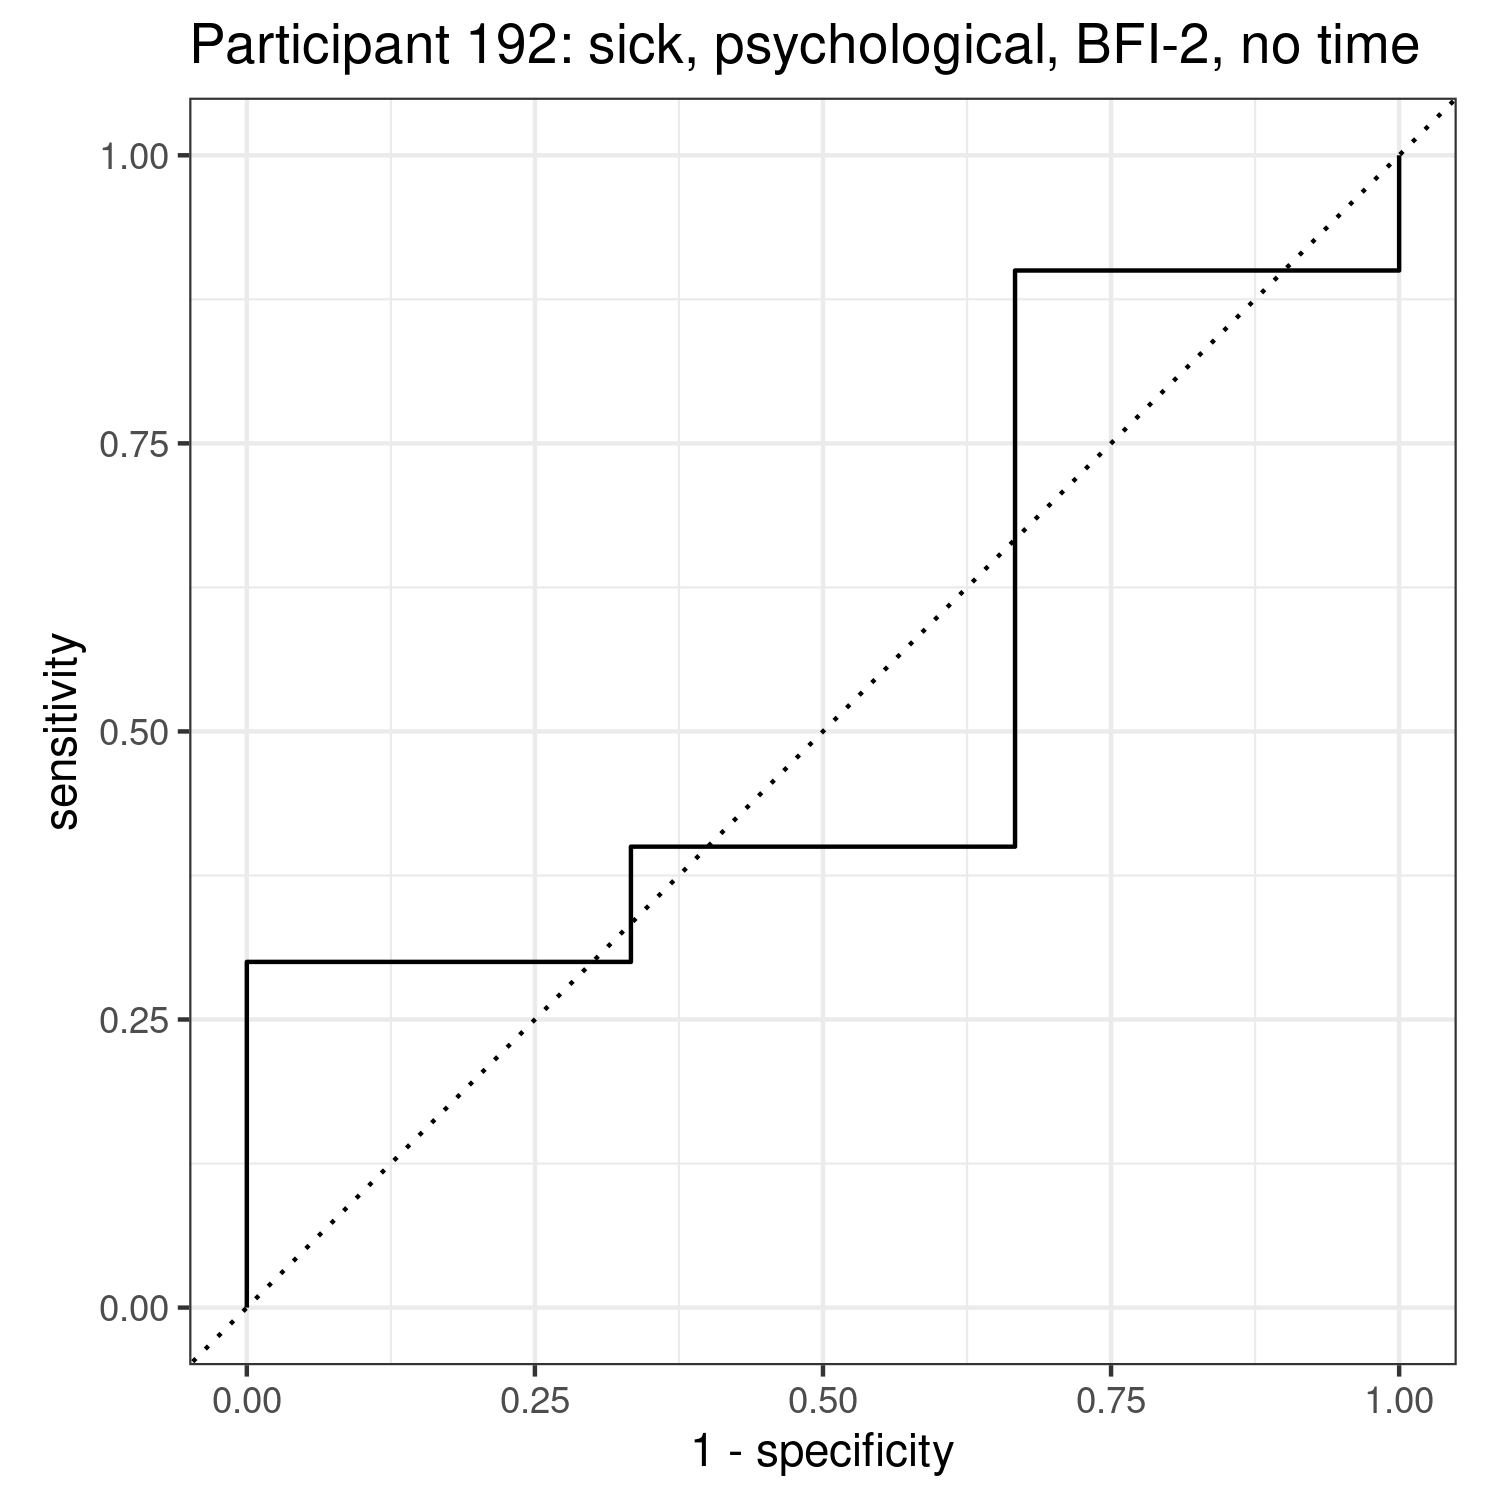 Participant 192: sick, psychological, BFI-2, no time
1.00
0.75
0.50
0.25
0.00
sensitivity
0.00 0.25 0.50 0.75 1.00
1 - specificity